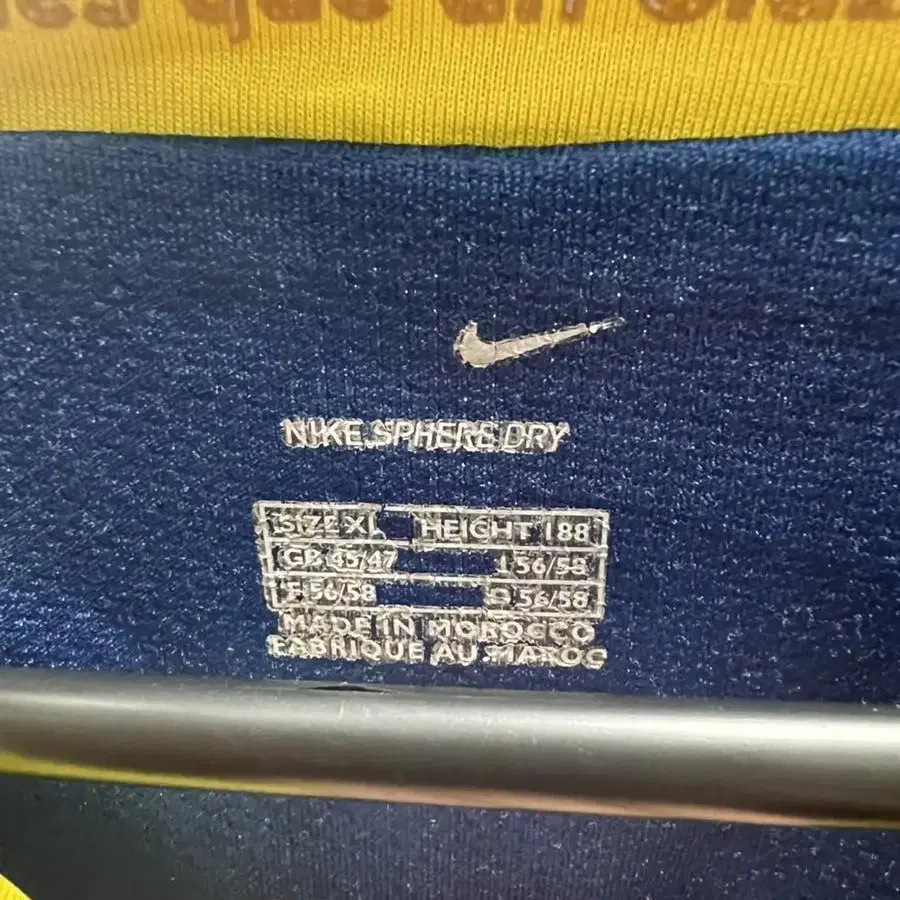 NIKE SPHERE DRY
SIZE XL HEIGHT 188
GB 45/47 I 56/58
F 56/58 D 56/58
MADE IN MOROCCO
FABRIQUE AU MAROC